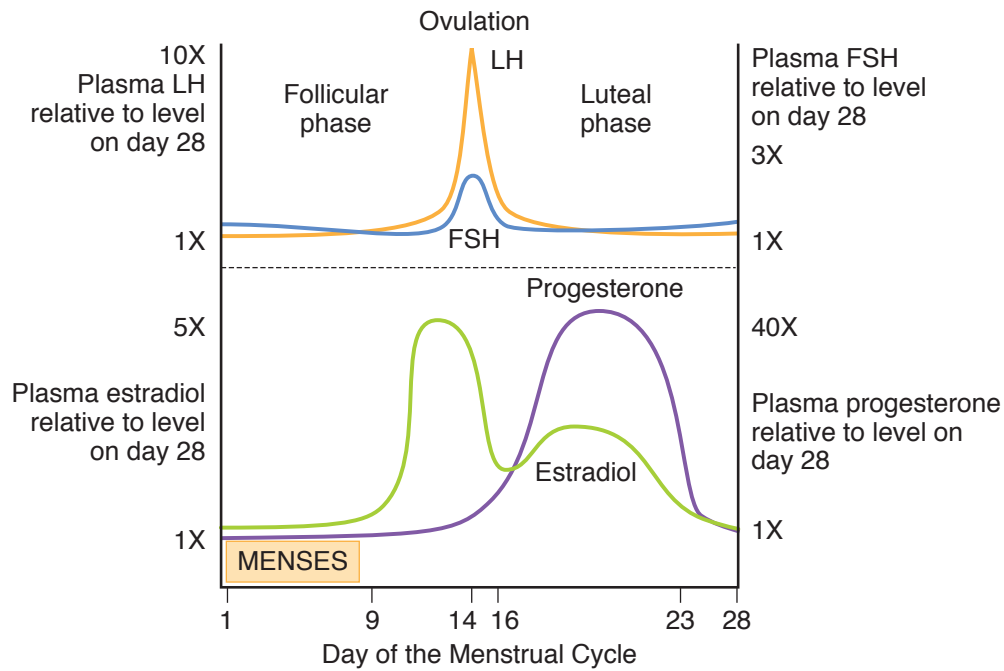 Ovulation
10X
Plasma LH
relative to level
on day 28
Follicular
phase
LH
Luteal
phase
Plasma FSH
relative to level
on day 28
3X
1X
FSH
1X
Progesterone
5X
40X
Plasma estradiol
relative to level
on day 28
Plasma progesterone
relative to level on
day 28
Estradiol
1X
1X
MENSES
1 9 14 16 23 28
Day of the Menstrual Cycle